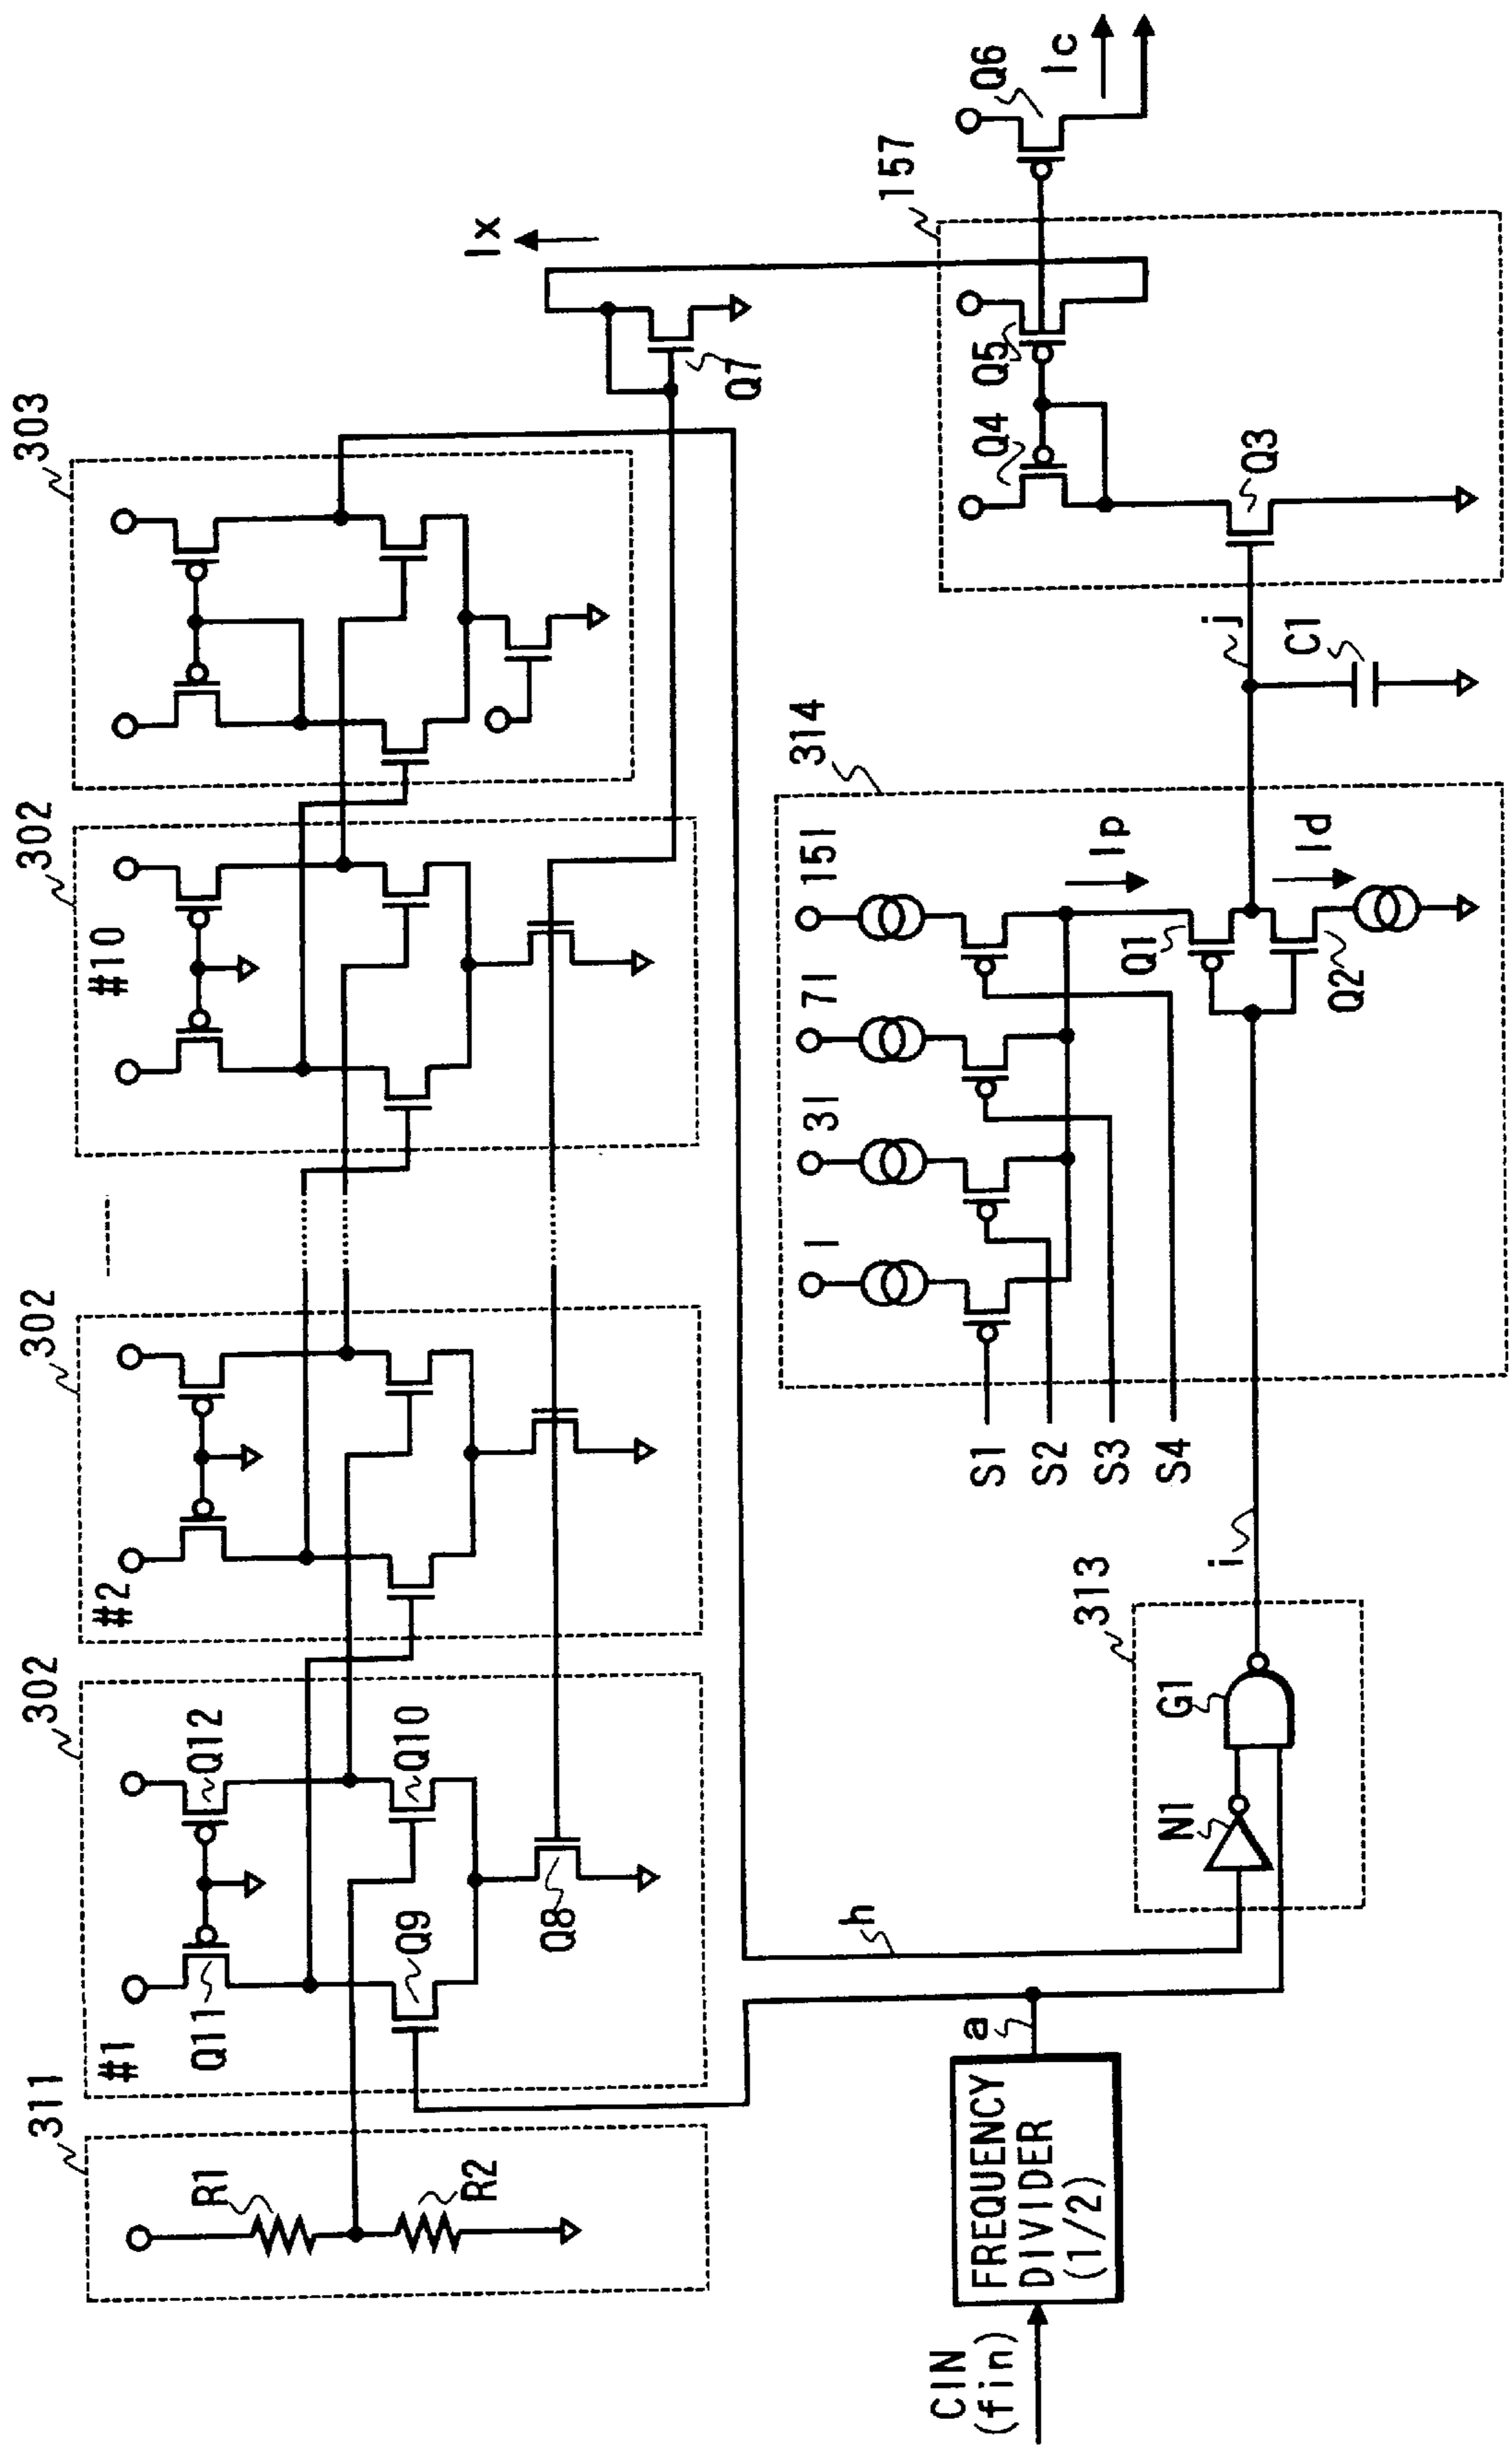 311
R1
R2
302
#1
Q11
Q12
Q9
Q10
Q8
302
#2
302
#10
303
Q7
Ix
CIN
(fin)
FREQUENCY
DIVIDER
(1/2)
a
h
313
N1
G1
i
314
S1
S2
S3
S4
I
3I
7I
15I
Ip
Q1
Q2
Id
j
C1
157
Q4
Q5
Q3
Q6
Ic